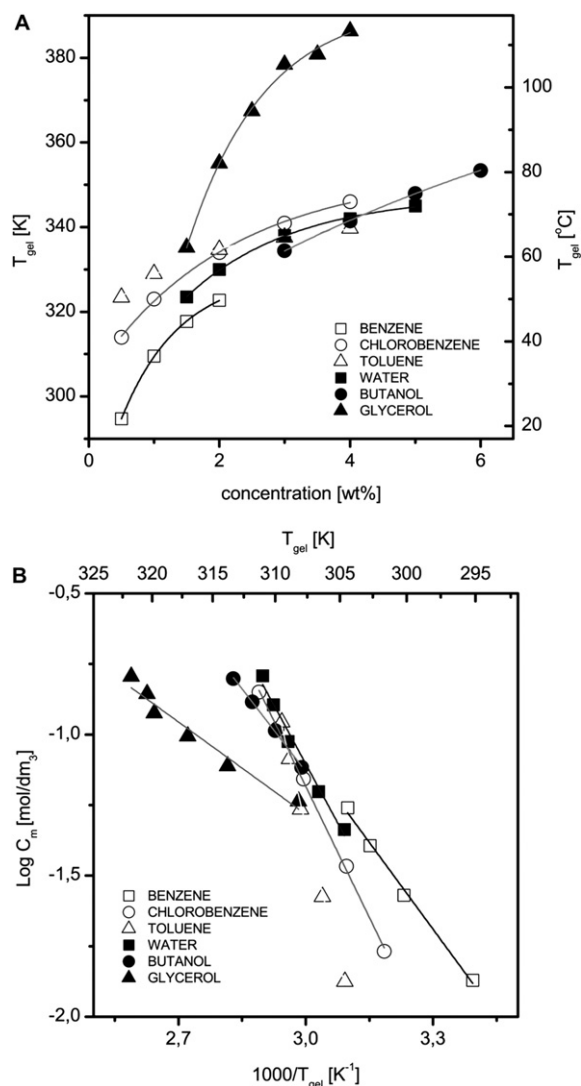 A
380
360
340
320
300
T_gel [K]
100
80
60
40
20
T_gel [°C]
BENZENE
CHLOROBENZENE
TOLUENE
WATER
BUTANOL
GLYCEROL
0 2 4 6
concentration [wt%]
T_gel [K]
B
325 320 315 310 305 300 295
-0,5
-1,0
-1,5
-2,0
Log C_m [mol/dm_3]
BENZENE
CHLOROBENZENE
TOLUENE
WATER
BUTANOL
GLYCEROL
2,7 3,0 3,3
1000/T_gel [K⁻¹]